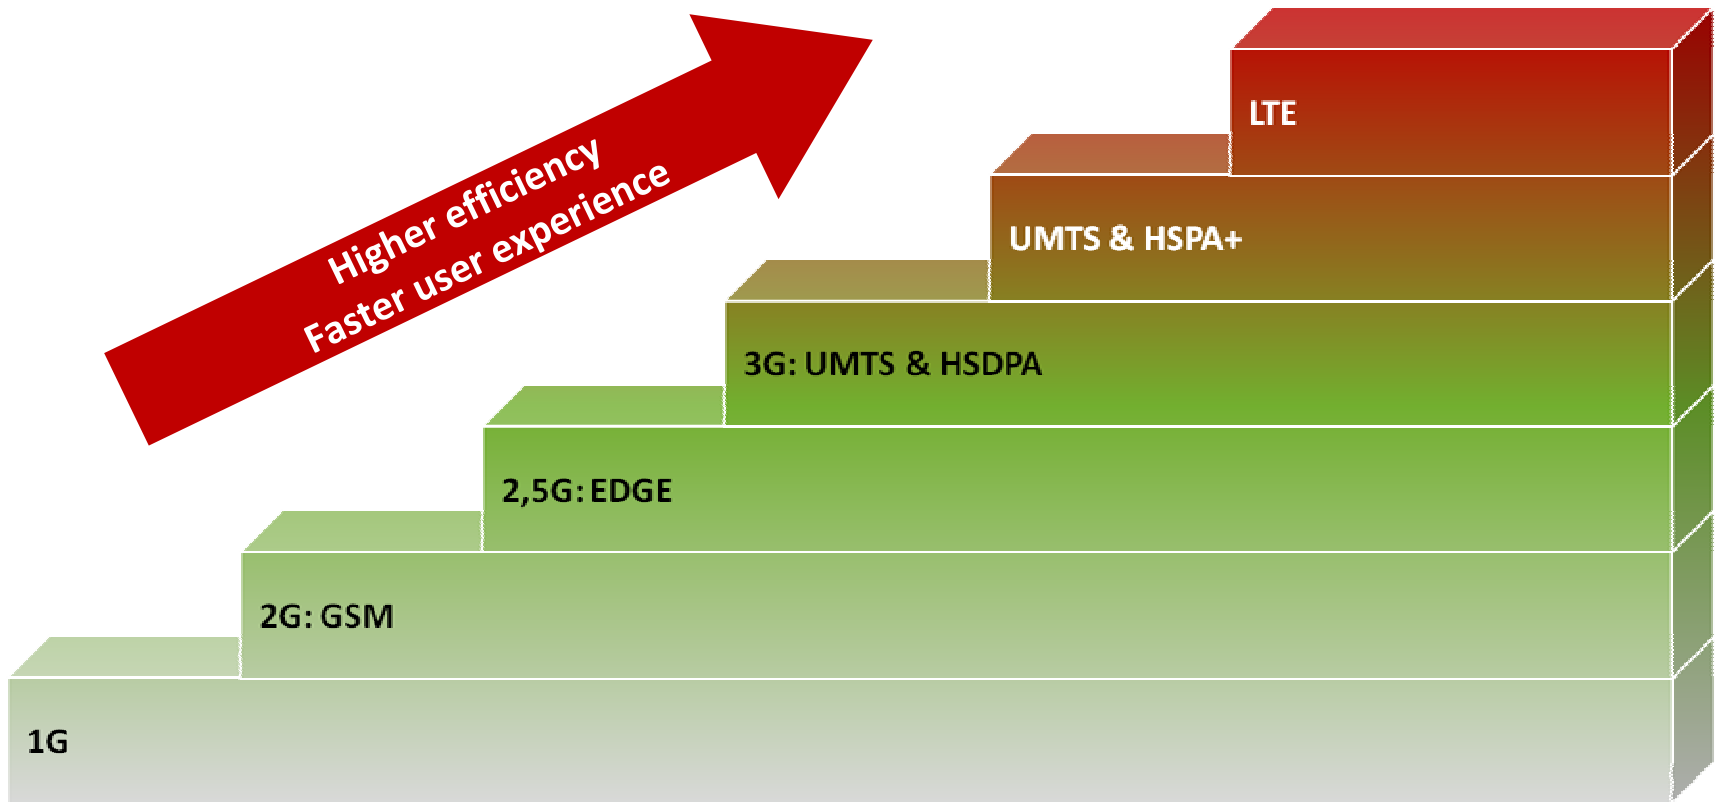 Higher efficiency
Faster user experience
LTE
UMTS & HSPA+
3G: UMTS & HSDPA
2,5G: EDGE
2G: GSM
1G